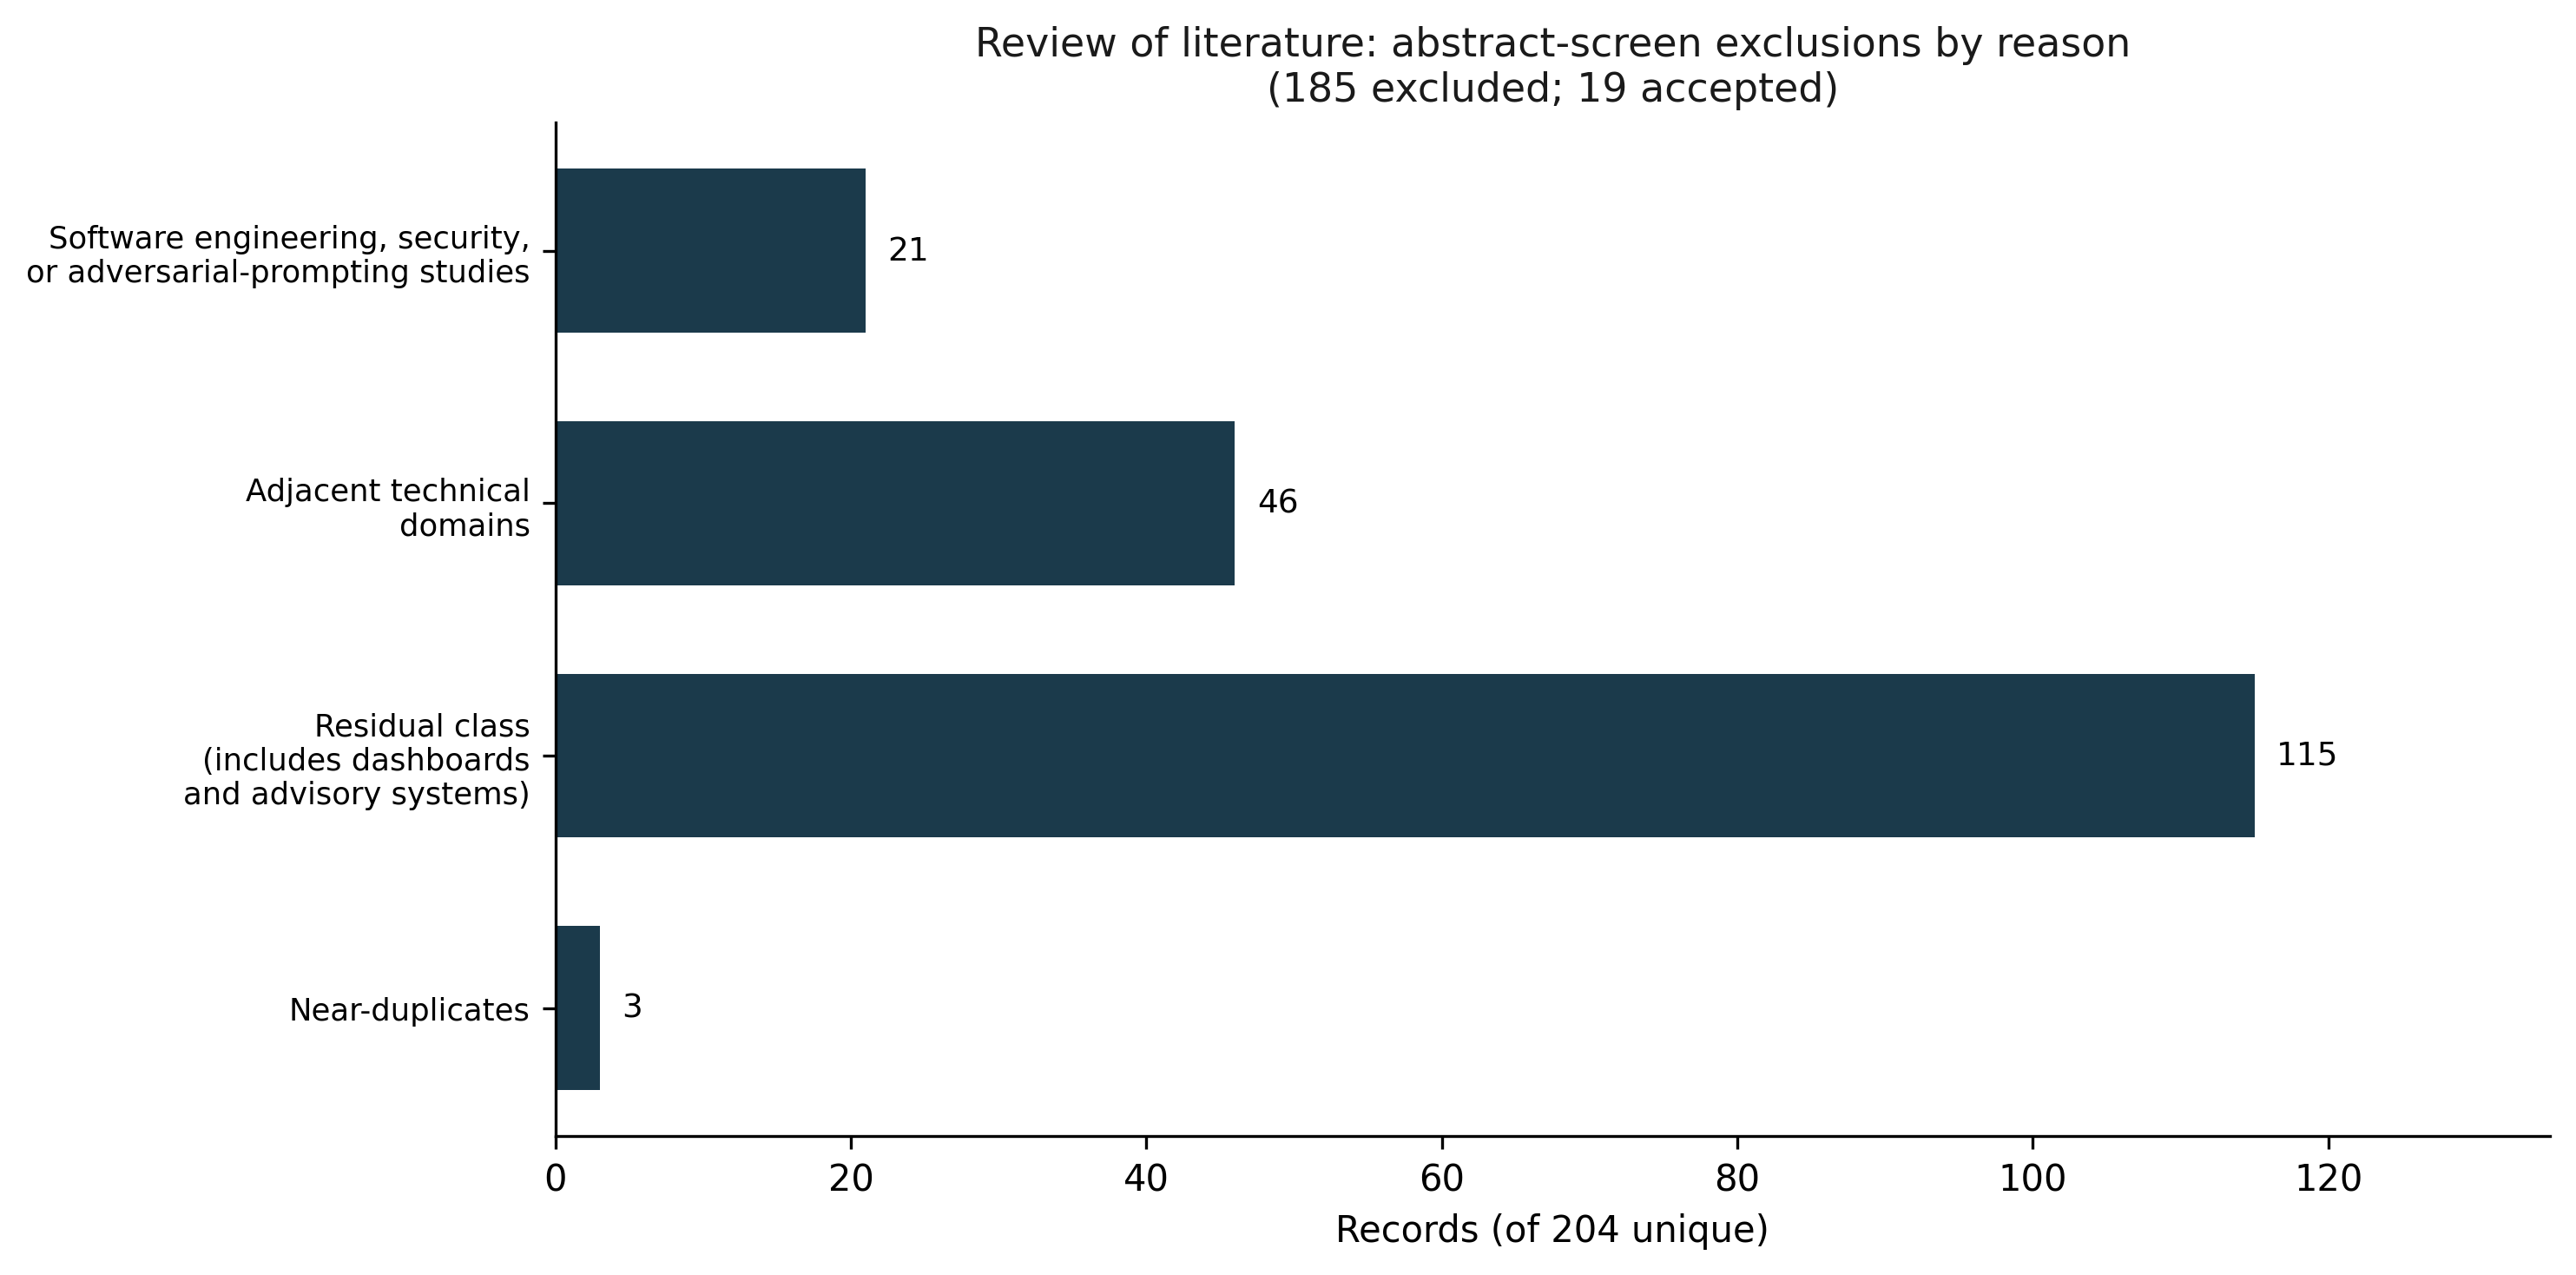 Review of literature: abstract-screen exclusions by reason
(185 excluded; 19 accepted)
Software engineering, security,
or adversarial-prompting studies
21
Adjacent technical
domains
46
Residual class
(includes dashboards
and advisory systems)
115
Near-duplicates
3
0 20 40 60 80 100 120
Records (of 204 unique)